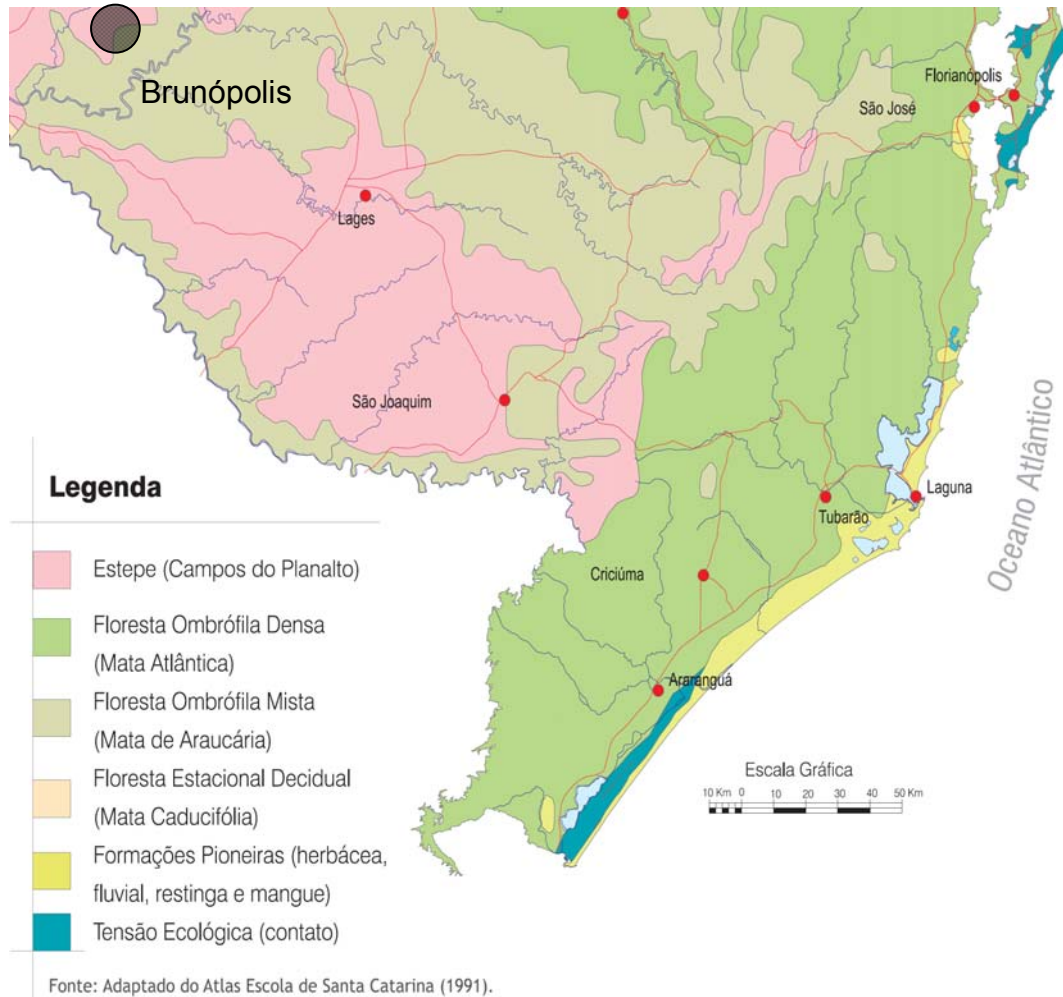 Brunópolis
Florianópolis
São José
Lages
São Joaquim
Oceano Atlântico
Laguna
Tubarão
Criciúma
Araranguá
Legenda
Estepe (Campos do Planalto)
Floresta Ombrófila Densa
(Mata Atlântica)
Floresta Ombrófila Mista
(Mata de Araucária)
Floresta Estacional Decidual
(Mata Caducifólia)
Formações Pioneiras (herbácea,
fluvial, restinga e mangue)
Tensão Ecológica (contato)
Escala Gráfica
10 Km 0 10 20 30 40 50 Km
Fonte: Adaptado do Atlas Escola de Santa Catarina (1991).